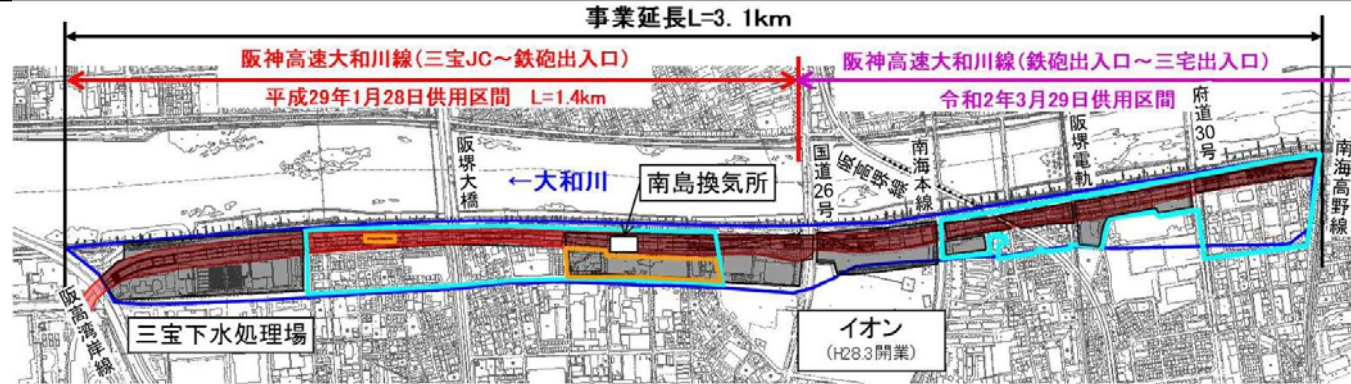 事業延長L=3.1km
阪神高速大和川線(三宝JC～鉄砲出入口)
阪神高速大和川線(鉄砲出入口～三宅出入口)
平成29年1月28日供用区間 L=1.4km
令和2年3月29日供用区間
阪堺大橋
←大和川
南島換気所
国道26号
阪高堺線
南海本線
阪堺電軌
府道30号
南海高野線
阪高湾岸線
三宝下水処理場
イオン
(H28.3開業)